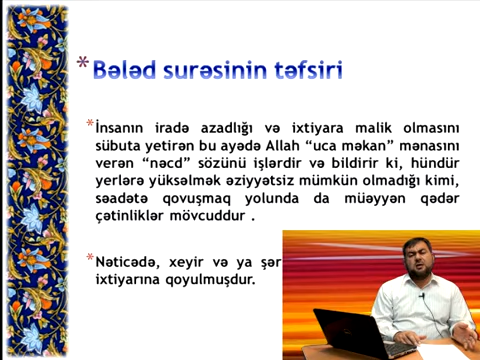 * Bələd surəsinin təfsiri
* İnsanın iradə azadlığı və ixtiyara malik olmasını
sübuta yetirən bu ayədə Allah “uca məkan” mənasını
verən “nəcd” sözünü işlərdir və bildirir ki, hündür
yerlərə yüksəlmək əziyyətsiz mümkün olmadığı kimi,
səadətə qovuşmaq yolunda da müəyyən qədər
çətinliklər mövcuddur .
* Nəticədə, xeyir və ya şər
ixtiyarına qoyulmuşdur.